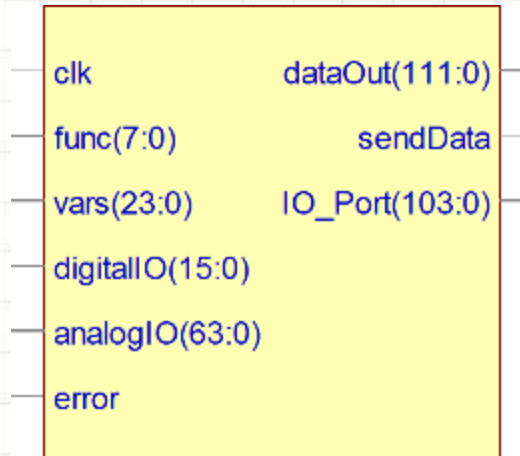 clk dataOut(111:0)
func(7:0) sendData
vars(23:0) IO_Port(103:0)
digitalIO(15:0)
analogIO(63:0)
error